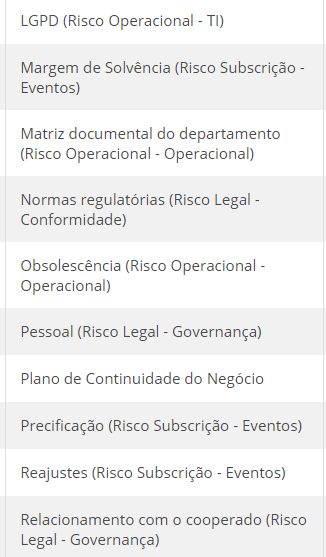 LGPD (Risco Operacional - TI)
Margem de Solvência (Risco Subscrição -
Eventos)
Matriz documental do departamento
(Risco Operacional - Operacional)
Normas regulatórias (Risco Legal -
Conformidade)
Obsolescência (Risco Operacional -
Operacional)
Pessoal (Risco Legal - Governança)
Plano de Continuidade do Negócio
Precificação (Risco Subscrição - Eventos)
Reajustes (Risco Subscrição - Eventos)
Relacionamento com o cooperado (Risco
Legal - Governança)